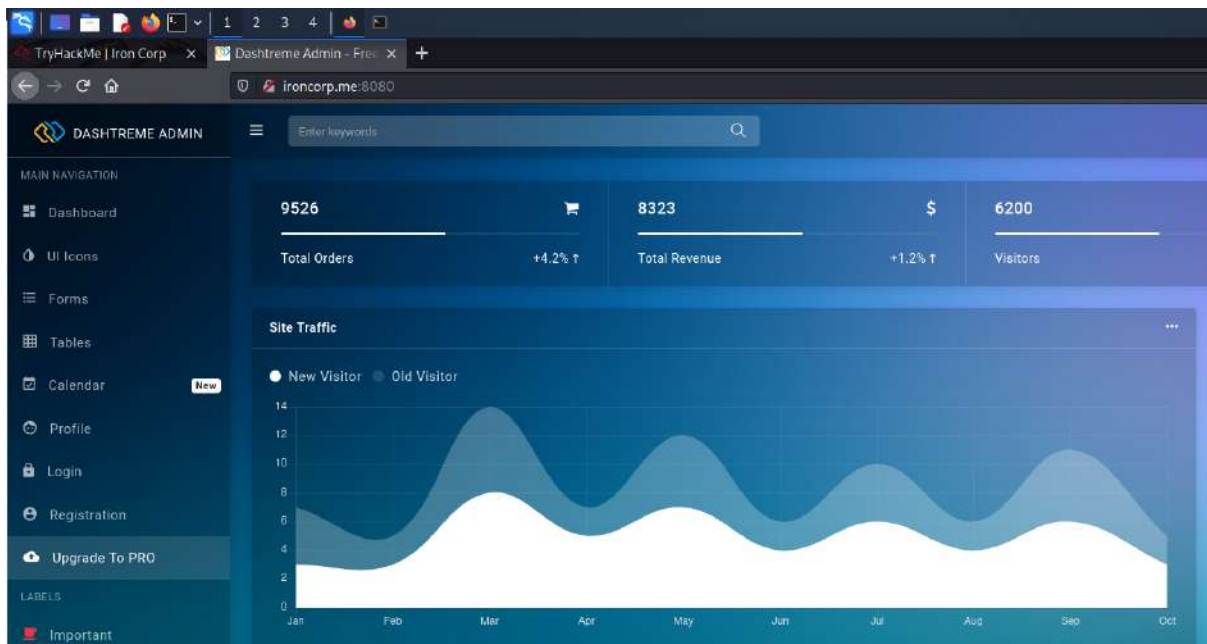 1 2 3 4
TryHackMe | Iron Corp
Dashtreme Admin - Free
ironcorp.me:8080
DASHTREME ADMIN
Enter keywords
MAIN NAVIGATION
Dashboard
UI Icons
Forms
Tables
Calendar
New
Profile
Login
Registration
Upgrade To PRO
LABELS
Important
9526
$
8323
6200
Total Orders
+4.2% ↑
Total Revenue
+1.2% ↑
Visitors
Site Traffic
New Visitor Old Visitor
14
12
10
8
6
4
2
0
Jan Feb Mar Apr May Jun Jul Aug Sep Oct